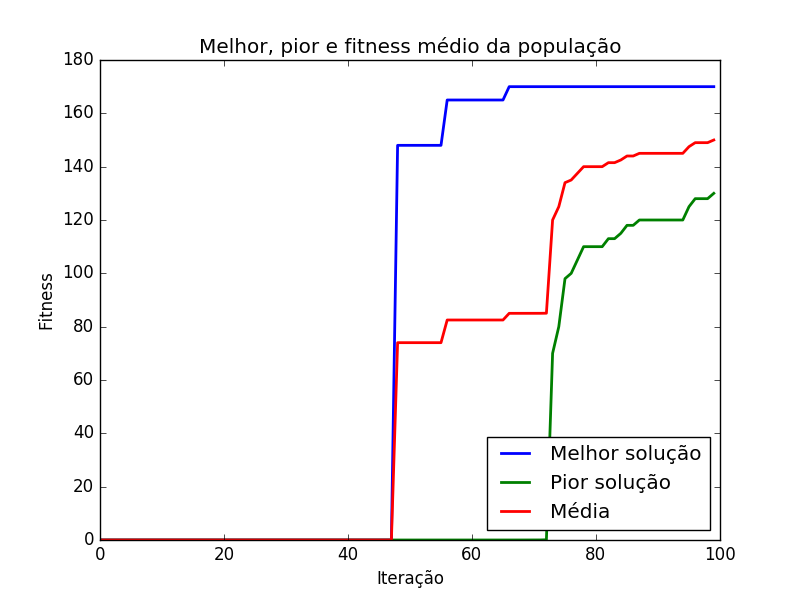 Melhor, pior e fitness médio da população
180
160
140
120
100
80
60
40
20
0
Fitness
0 20 40 60 80 100
Iteração
Melhor solução
Pior solução
Média